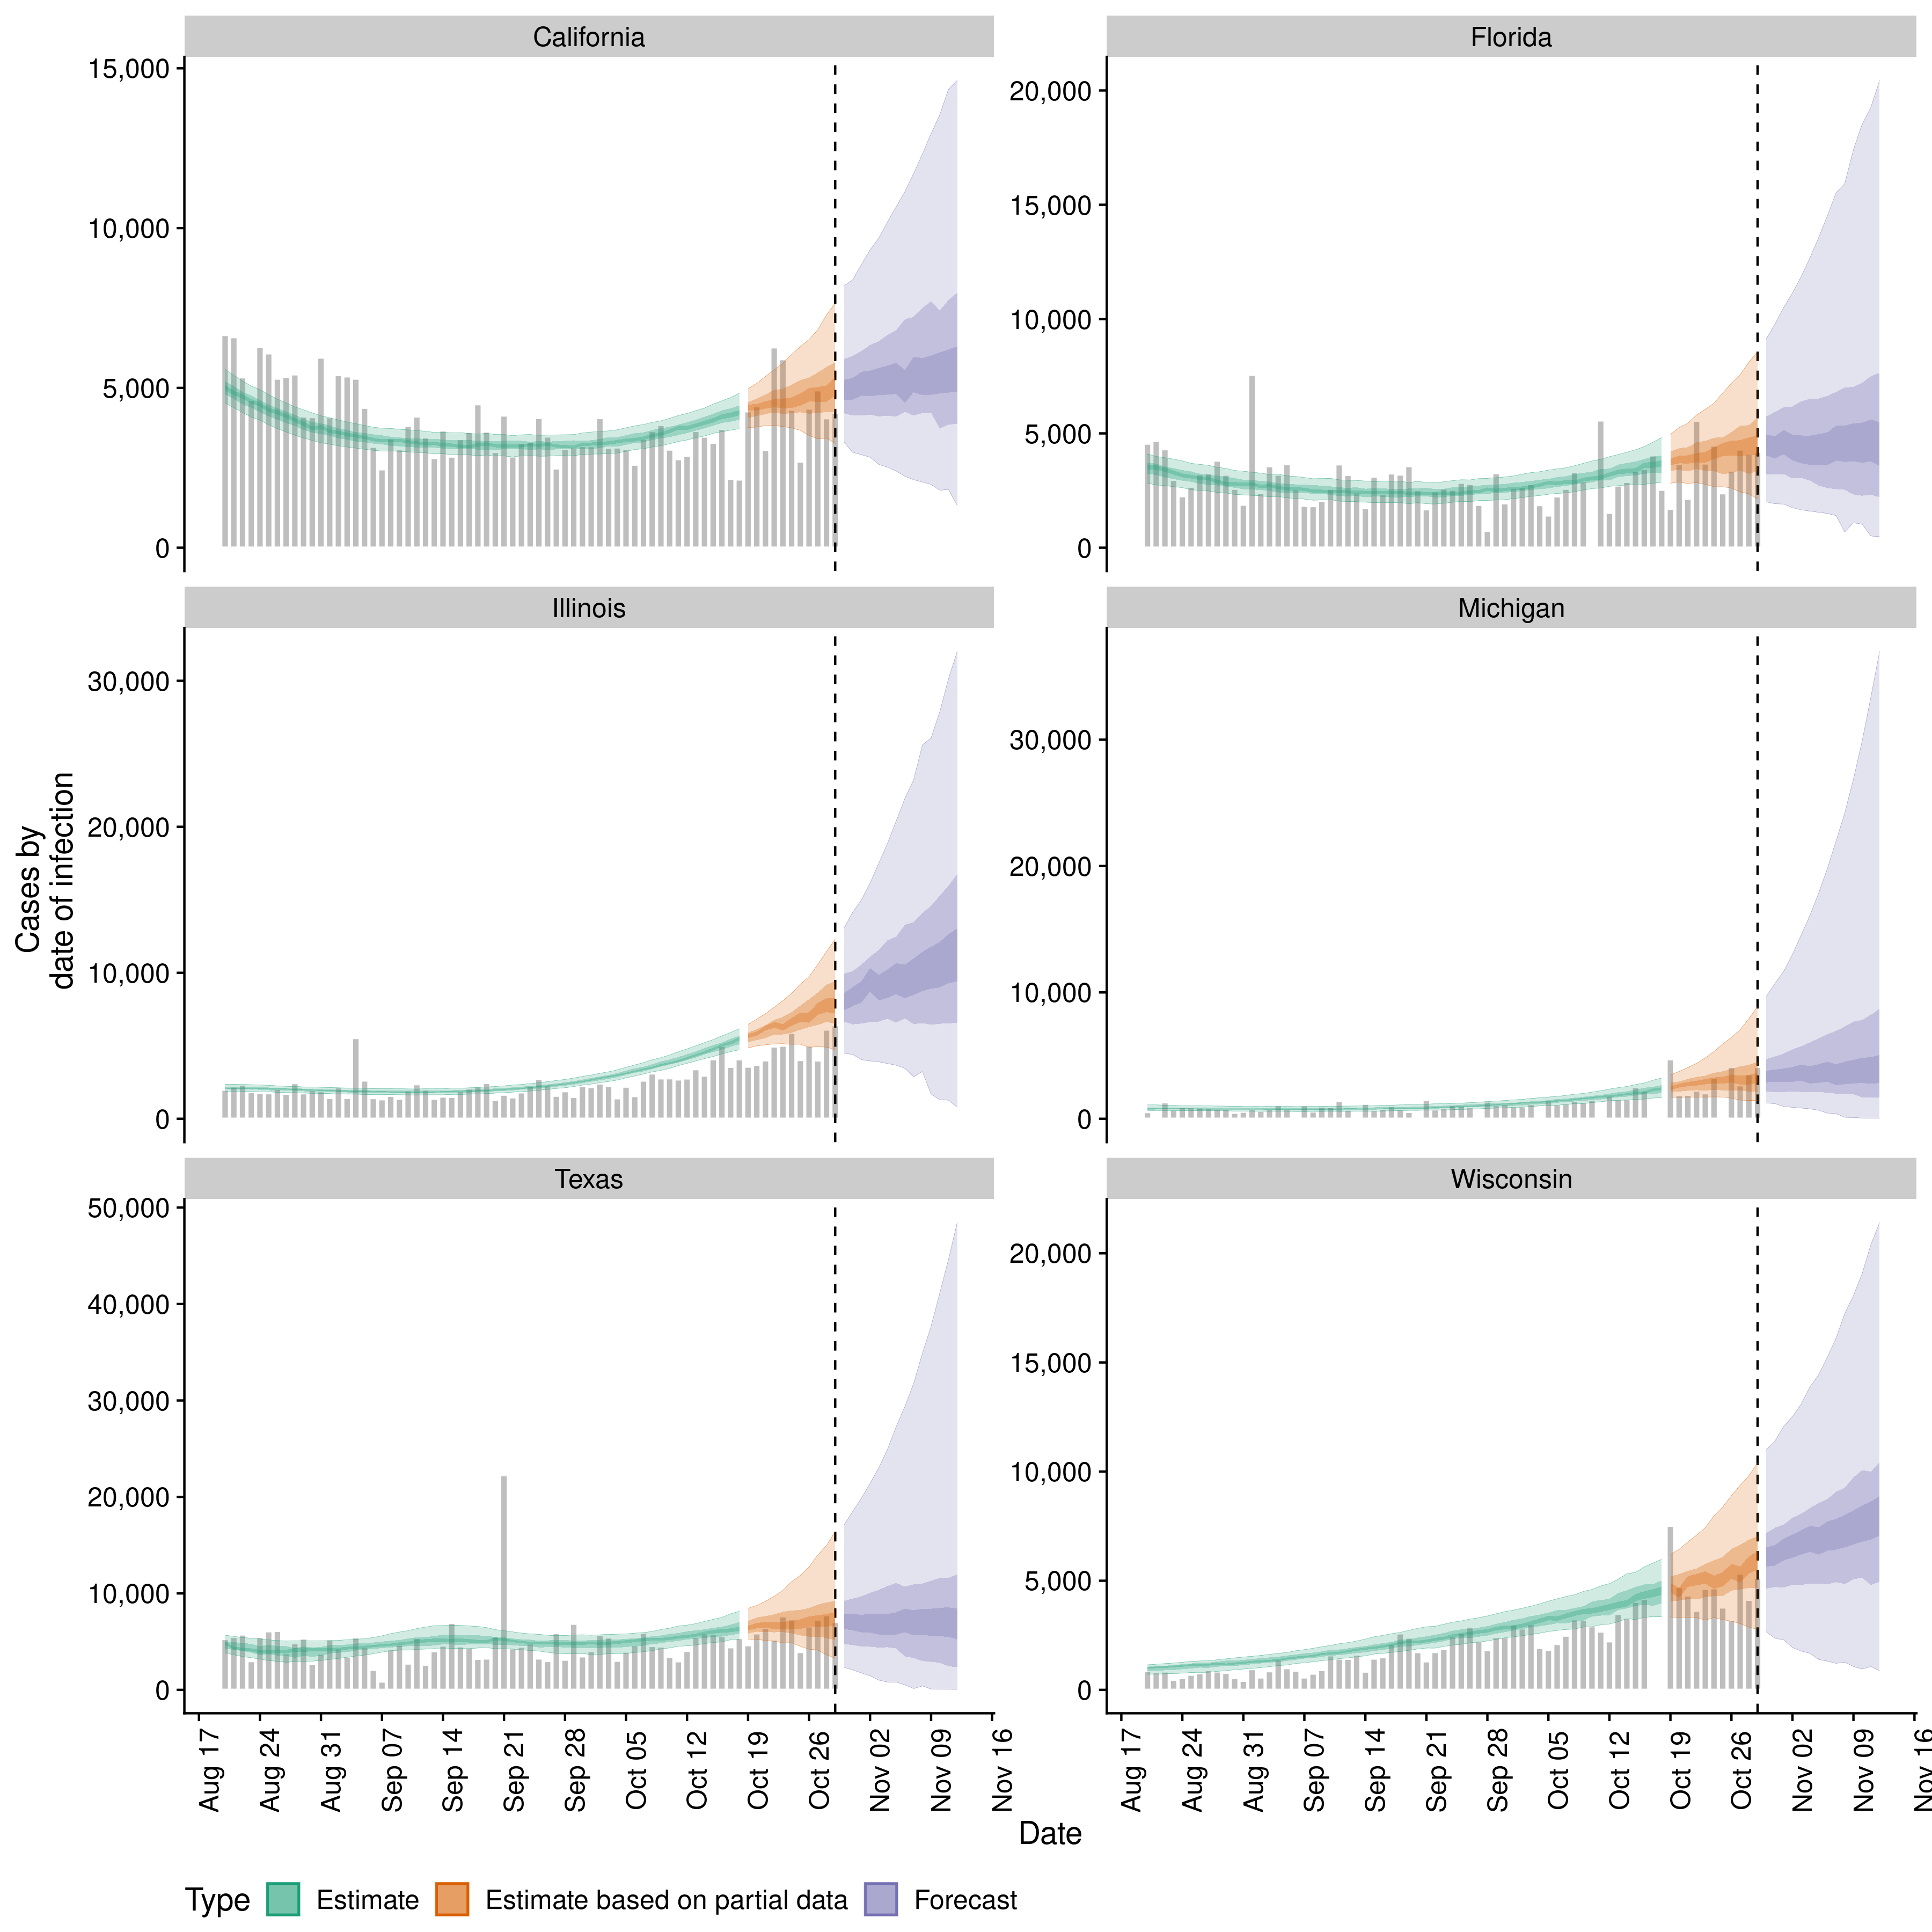 California
Florida
15,000
10,000
5,000
0
20,000
15,000
10,000
5,000
0
Illinois
Michigan
30,000
20,000
10,000
0
30,000
20,000
10,000
0
Cases by
date of infection
Texas
Wisconsin
50,000
40,000
30,000
20,000
10,000
0
20,000
15,000
10,000
5,000
0
Aug 17
Aug 24
Aug 31
Sep 07
Sep 14
Sep 21
Sep 28
Oct 05
Oct 12
Oct 19
Oct 26
Nov 02
Nov 09
Nov 16
Aug 17
Aug 24
Aug 31
Sep 07
Sep 14
Sep 21
Sep 28
Oct 05
Oct 12
Oct 19
Oct 26
Nov 02
Nov 09
Nov 16
Date
Type Estimate Estimate based on partial data Forecast